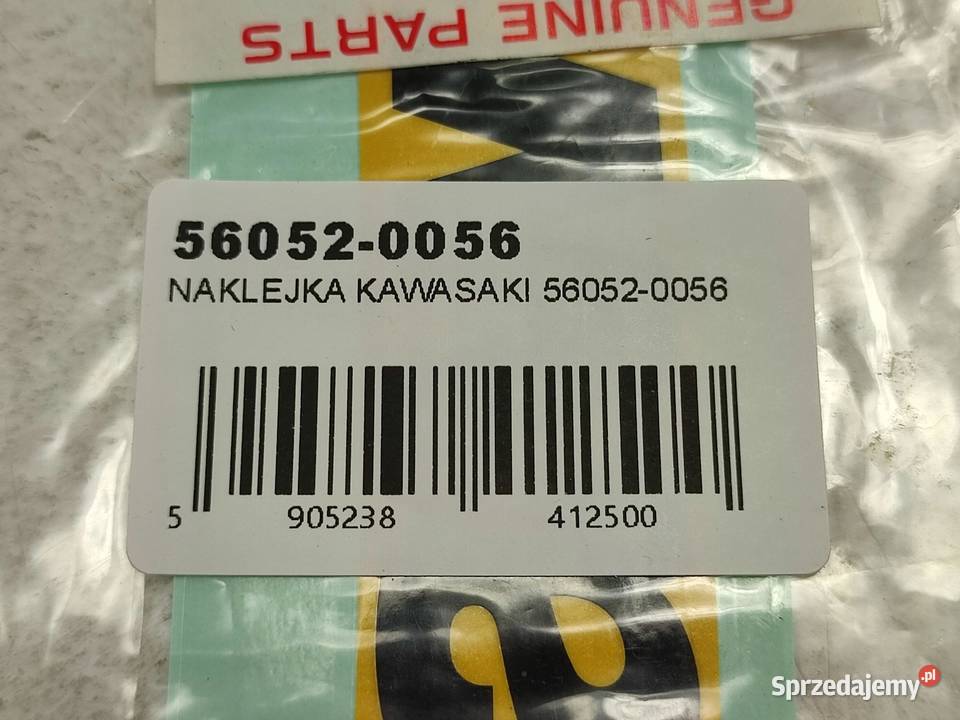 GENUINE PARTS
56052-0056
NAKLEJKA KAWASAKI 56052-0056
5 905238 412500
Sprzedajemy.pl